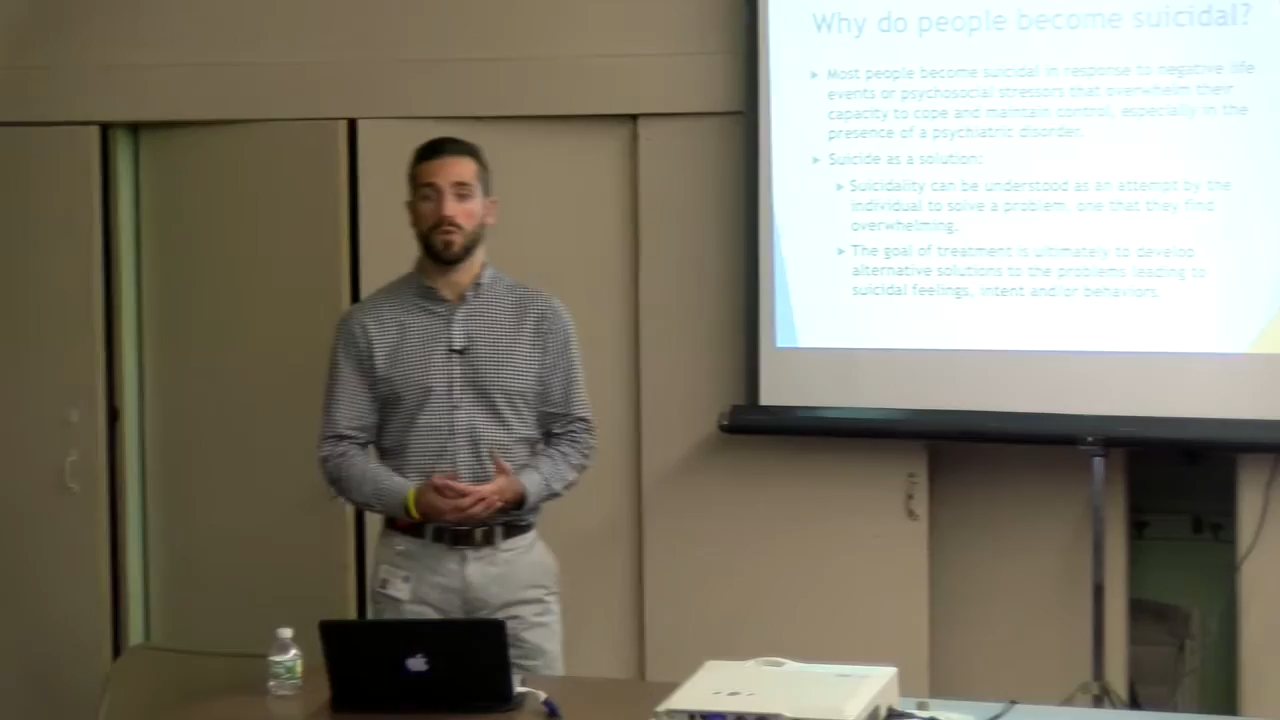 Why do people become suicidal?
Most people become suicidal in response to negative life
events or psychosocial stressors that overwhelm their
capacity to cope and maintain control, especially in the
presence of a psychiatric disorder.
Suicide as a solution:
Suicidality can be understood as an attempt by the
individual to solve a problem, one that they find
overwhelming.
The goal of treatment is ultimately to develop
alternative solutions to the problems leading to
suicidal feelings, intent and/or behaviors.